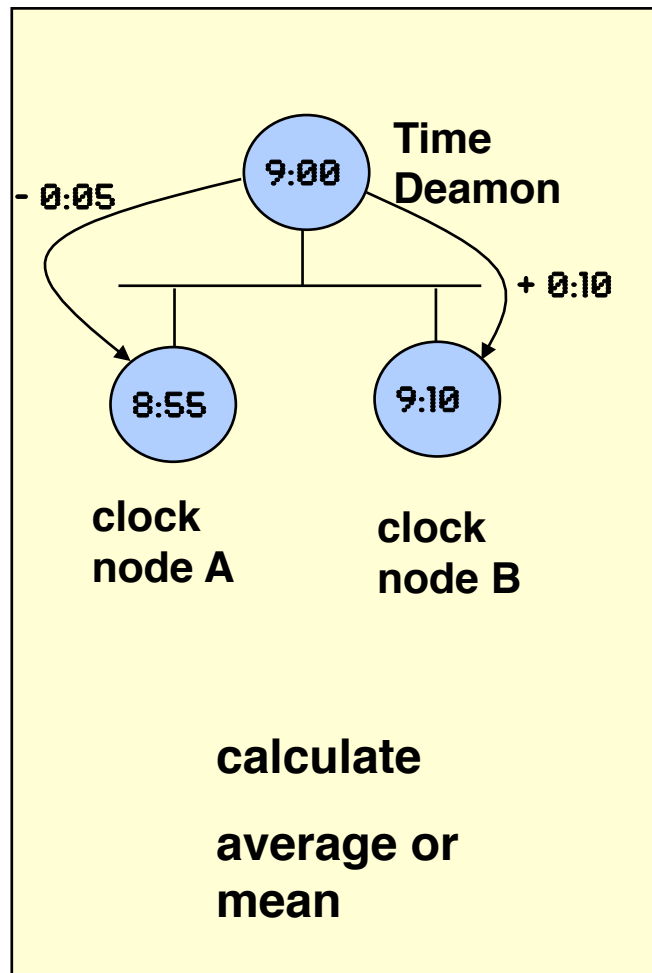 Time
Deamon
9:00
- 0:05
+ 0:10
8:55
9:10
clock
node A
clock
node B
calculate
average or
mean